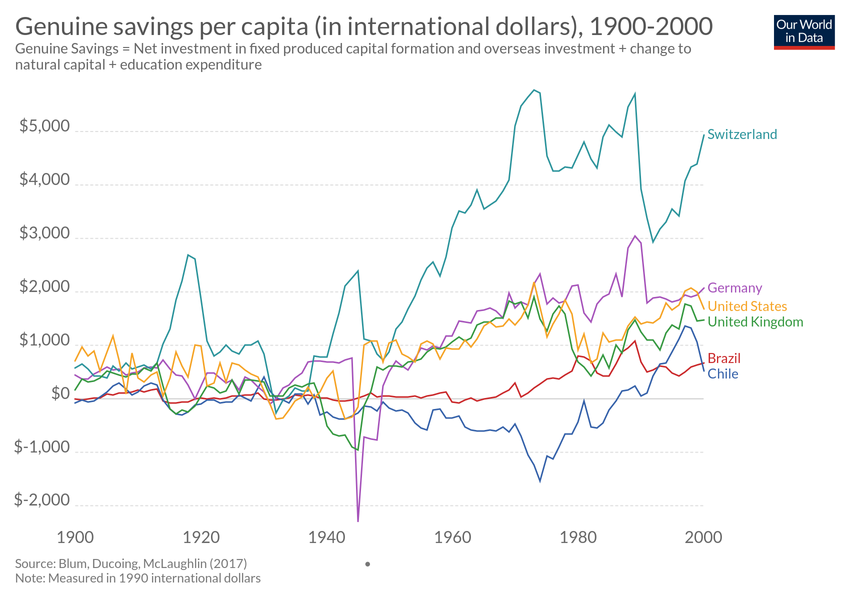 Genuine savings per capita (in international dollars), 1900-2000
Our World
in Data
Genuine Savings = Net investment in fixed produced capital formation and overseas investment + change to
natural capital + education expenditure
$5,000
$4,000
$3,000
$2,000
$1,000
$0
$-1,000
$-2,000
Switzerland
Germany
United States
United Kingdom
Brazil
Chile
1900
1920
1940
1960
1980
2000
Source: Blum, Ducoing, McLaughlin (2017)
Note: Measured in 1990 international dollars